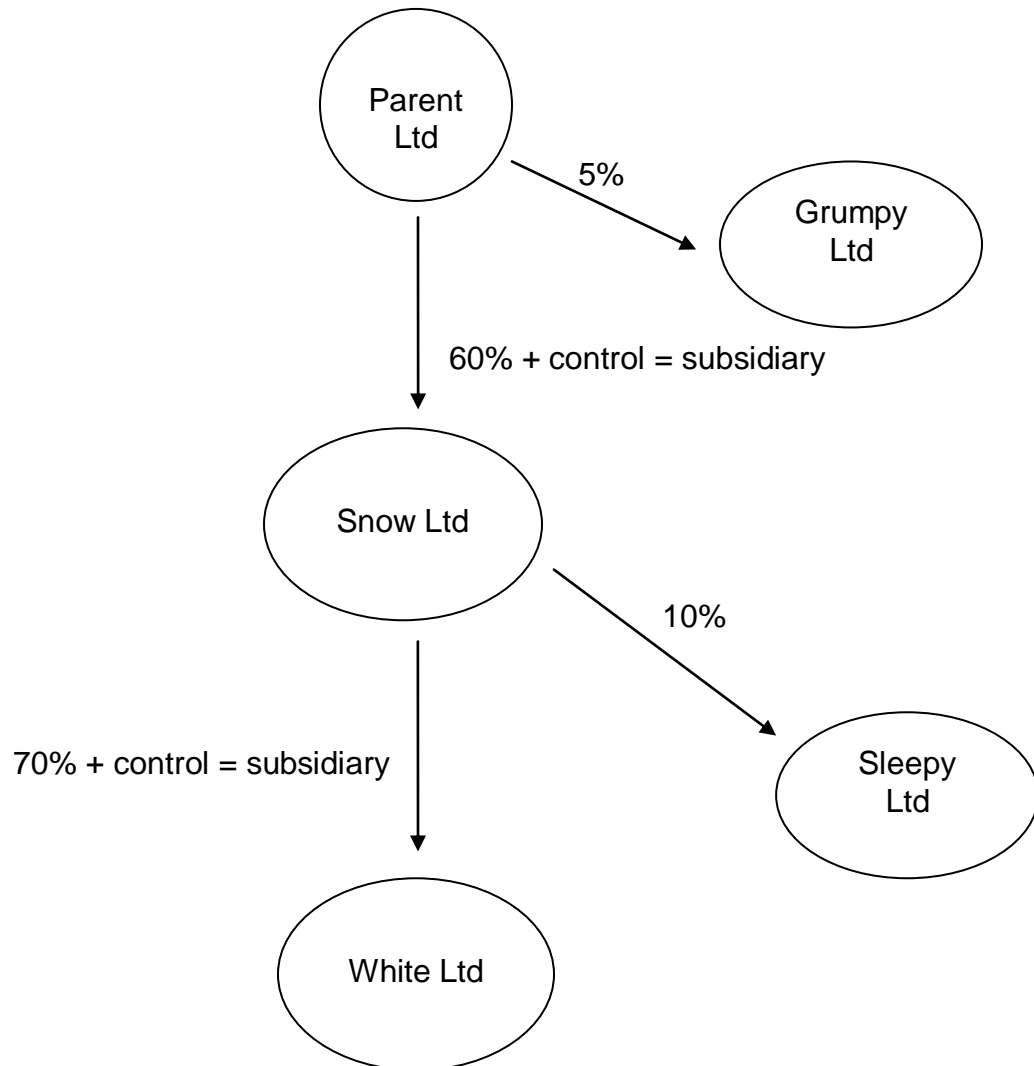 Parent
Ltd
5%
Grumpy
Ltd
60% + control = subsidiary
Snow Ltd
10%
70% + control = subsidiary
Sleepy
Ltd
White Ltd